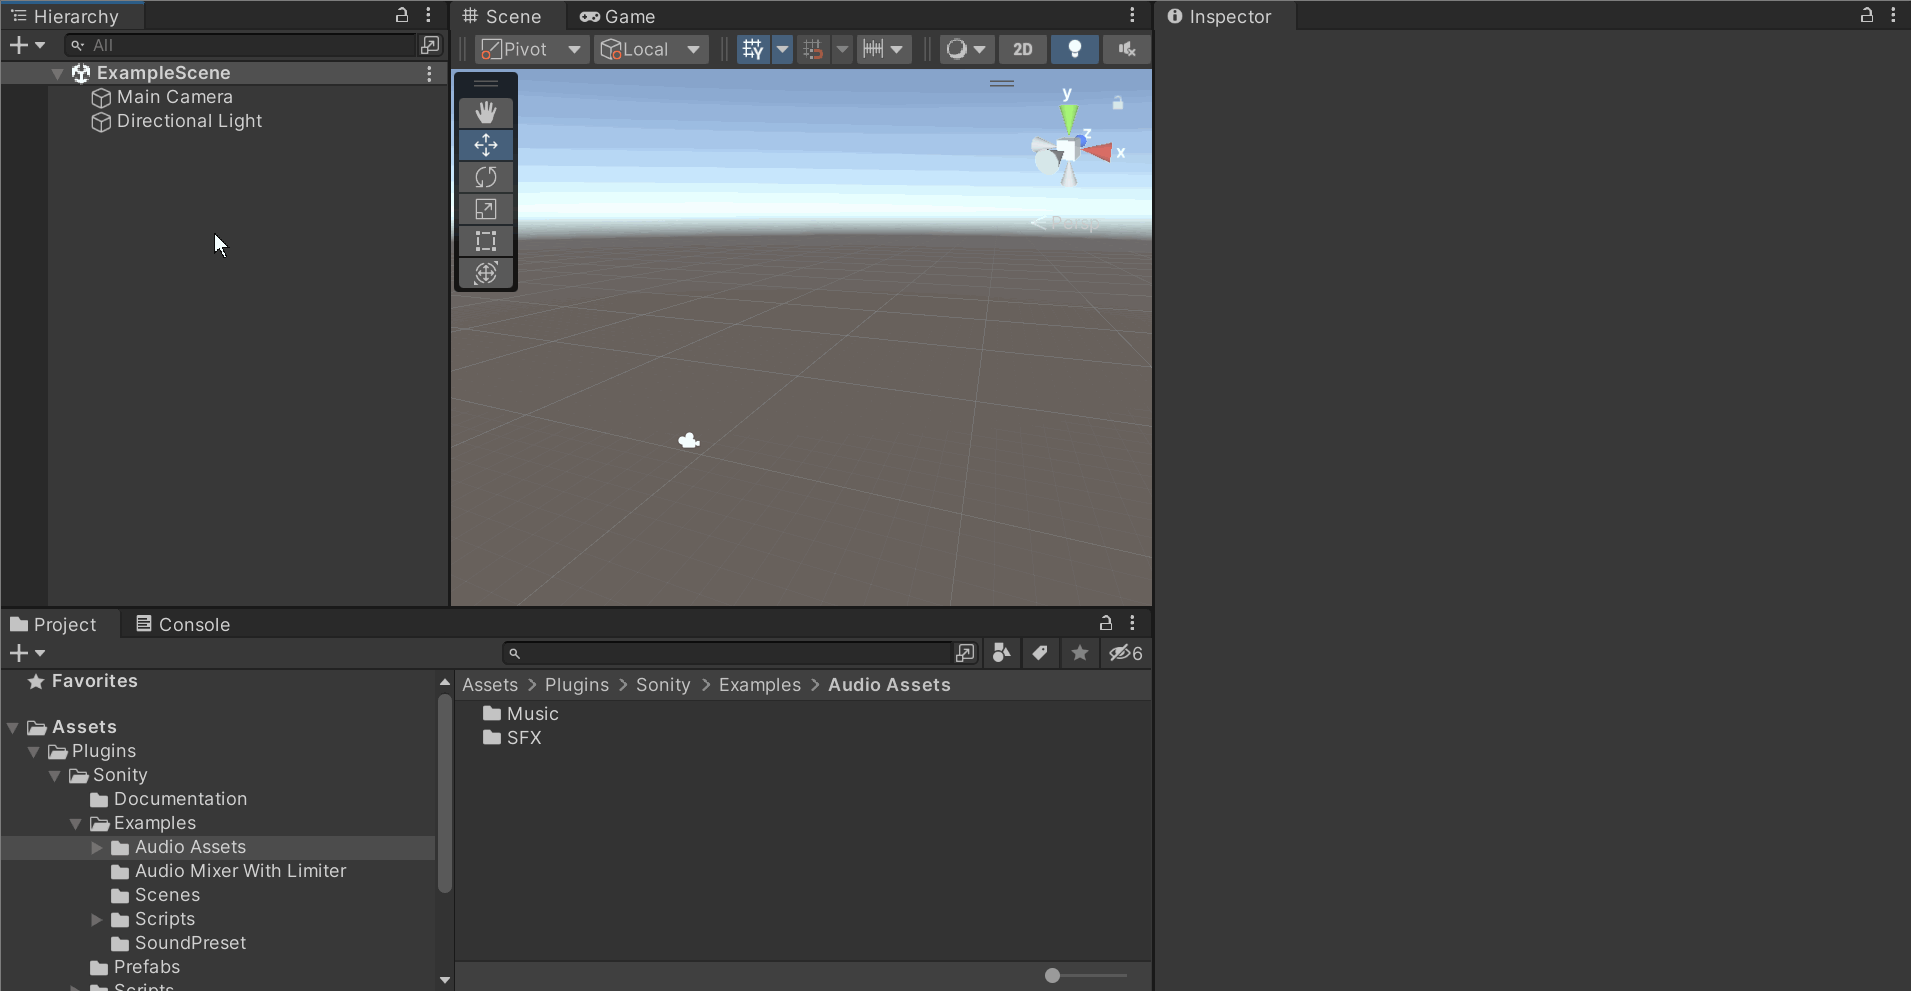 Hierarchy
All
ExampleScene
Main Camera
Directional Light
Scene
Game
Pivot
Local
2D
y
z
x
Persp
Inspector
Project
Console
6
Favorites
Assets
Plugins
Sonity
Documentation
Examples
Audio Assets
Audio Mixer With Limiter
Scenes
Scripts
SoundPreset
Prefabs
Scripts
Assets > Plugins > Sonity > Examples > Audio Assets
Music
SFX